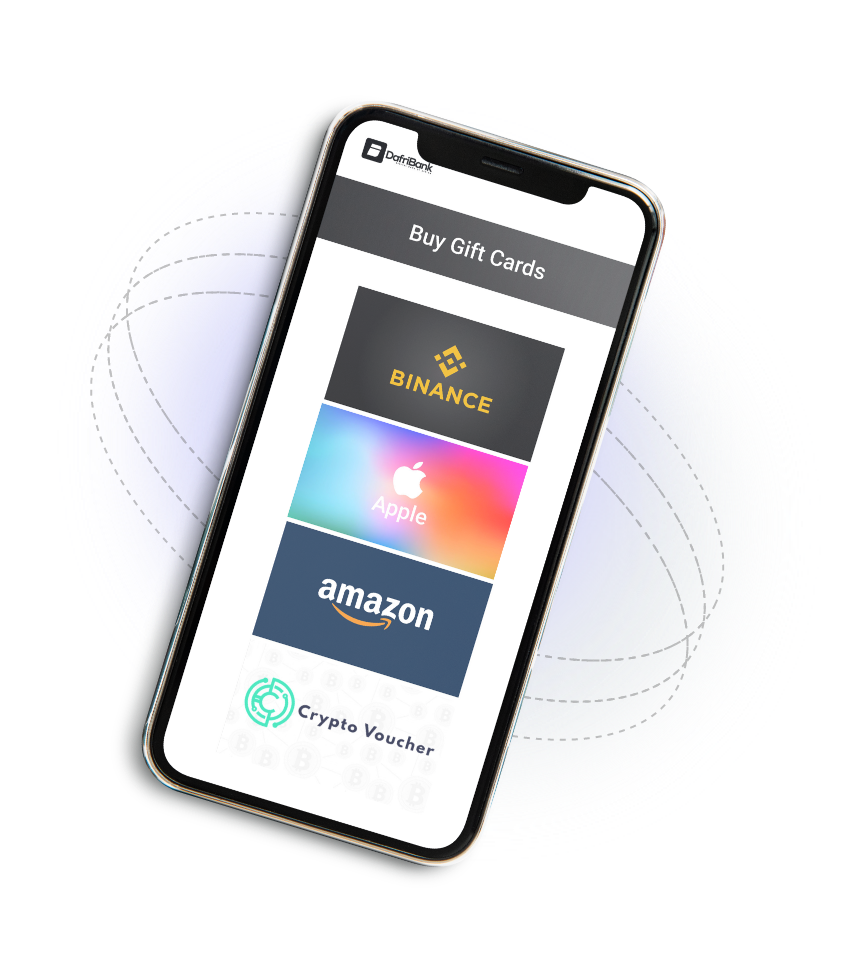 DafriBank
Buy Gift Cards
BINANCE
Apple
amazon
Crypto Voucher